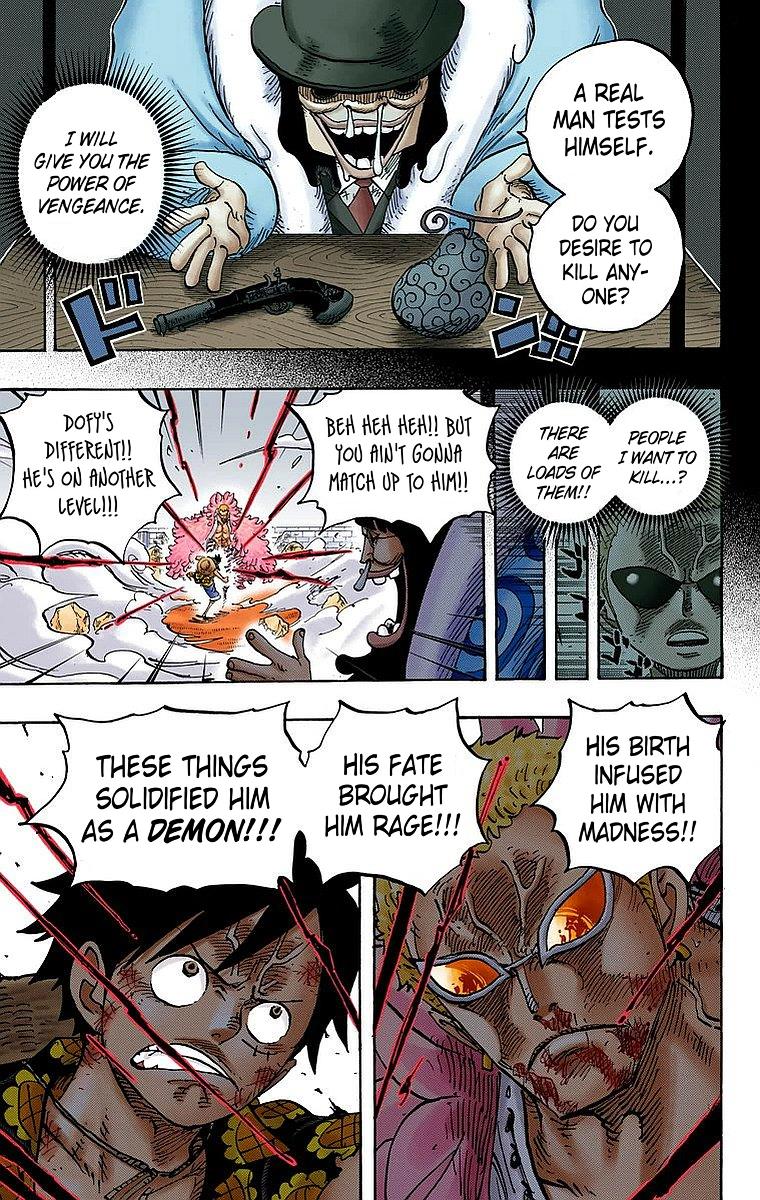 A REAL
MAN TESTS
HIMSELF.
DO YOU
DESIRE TO
KILL ANY-
ONE?
I WILL
GIVE YOU THE
POWER OF
VENGEANCE.
ド
ン
PEOPLE
I WANT TO
KILL...?
THERE
ARE
LOADS OF
THEM!!
BEH HEH HEH!! BUT
YOU AIN'T GONNA
MATCH UP TO HIM!!
DOFY'S
DIFFERENT!!
HE'S ON ANOTHER
LEVEL!!!
HIS BIRTH
INFUSED
HIM WITH
MADNESS!!
HIS FATE
BROUGHT
HIM RAGE!!!
THESE THINGS
SOLIDIFIED HIM
AS A DEMON!!!